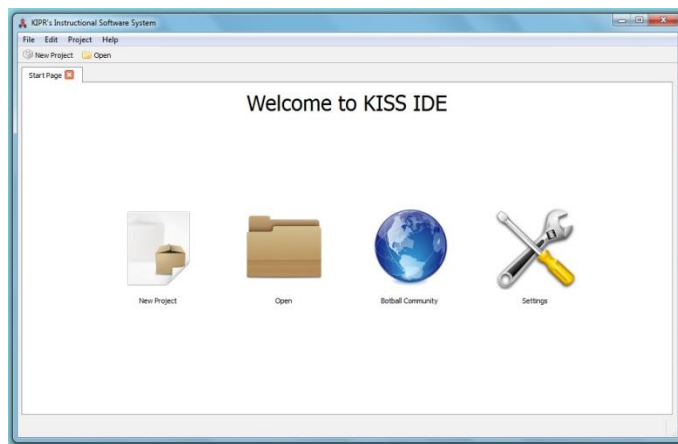 KIPR's Instructional Software System
File Edit Project Help
New Project Open
Start Page
Welcome to KISS IDE
New Project Open Botball Community Settings